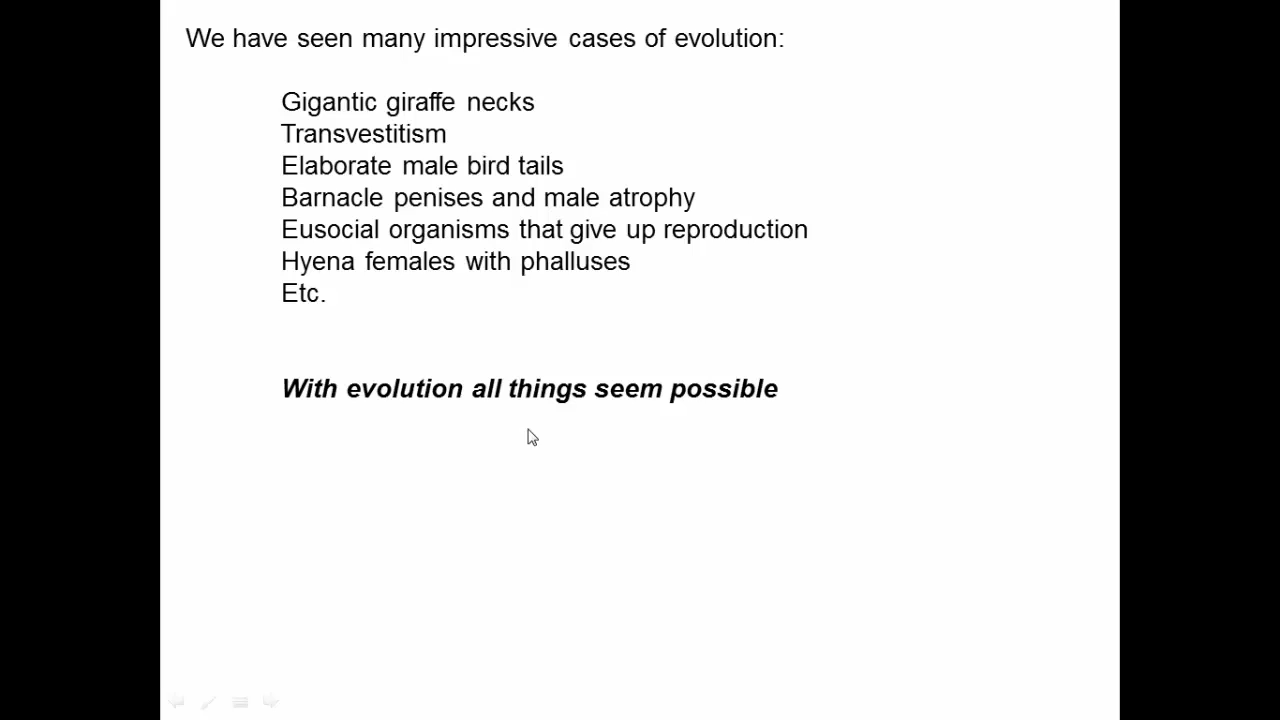 We have seen many impressive cases of evolution:
Gigantic giraffe necks
Transvestitism
Elaborate male bird tails
Barnacle penises and male atrophy
Eusocial organisms that give up reproduction
Hyena females with phalluses
Etc.
With evolution all things seem possible